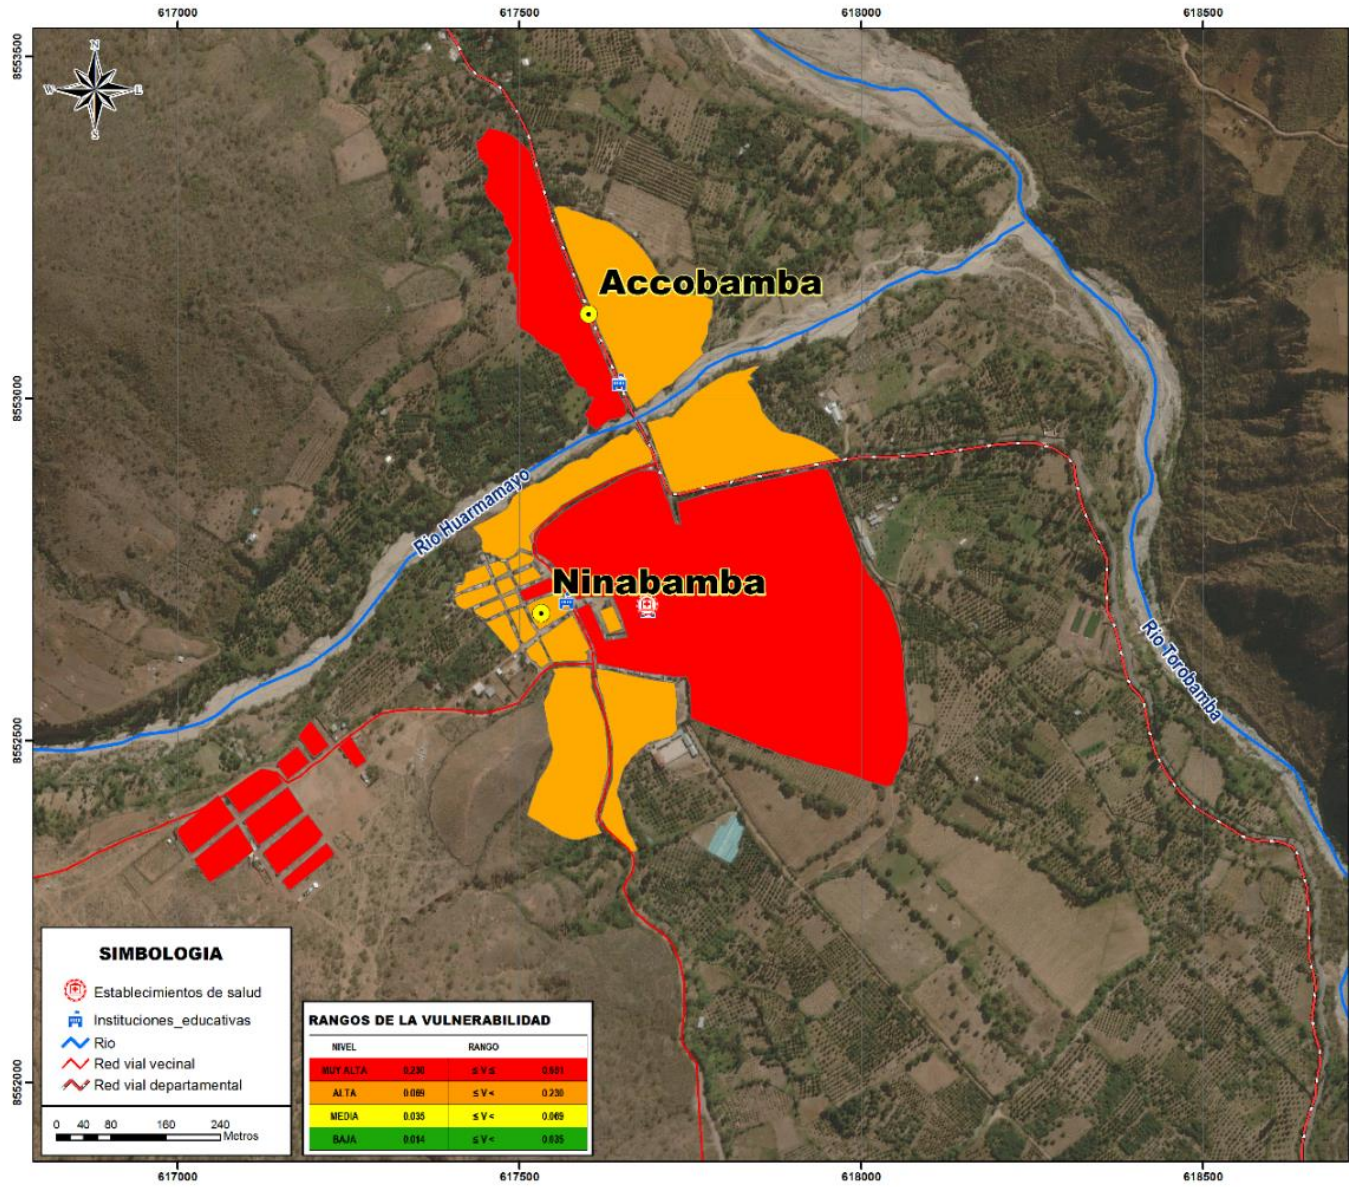 617000 617500 618000 618500
8553500
N
W E
S
Accobamba
8553000
Rio Huarmamayo
Ninabamba
Rio Torobamba
8552500
SIMBOLOGIA
Establecimientos de salud
Instituciones_educativas
Rio
Red vial vecinal
Red vial departamental
0 40 80 160 240
Metros
RANGOS DE LA VULNERABILIDAD
NIVEL RANGO
MUY ALTA 0.230 ≤ V ≤
ALTA 0.089 ≤ V < 0.230
MEDIA 0.035 ≤ V < 0.069
BAJA 0.014 ≤ V < 0.035
8552000
617000 617500 618000 618500